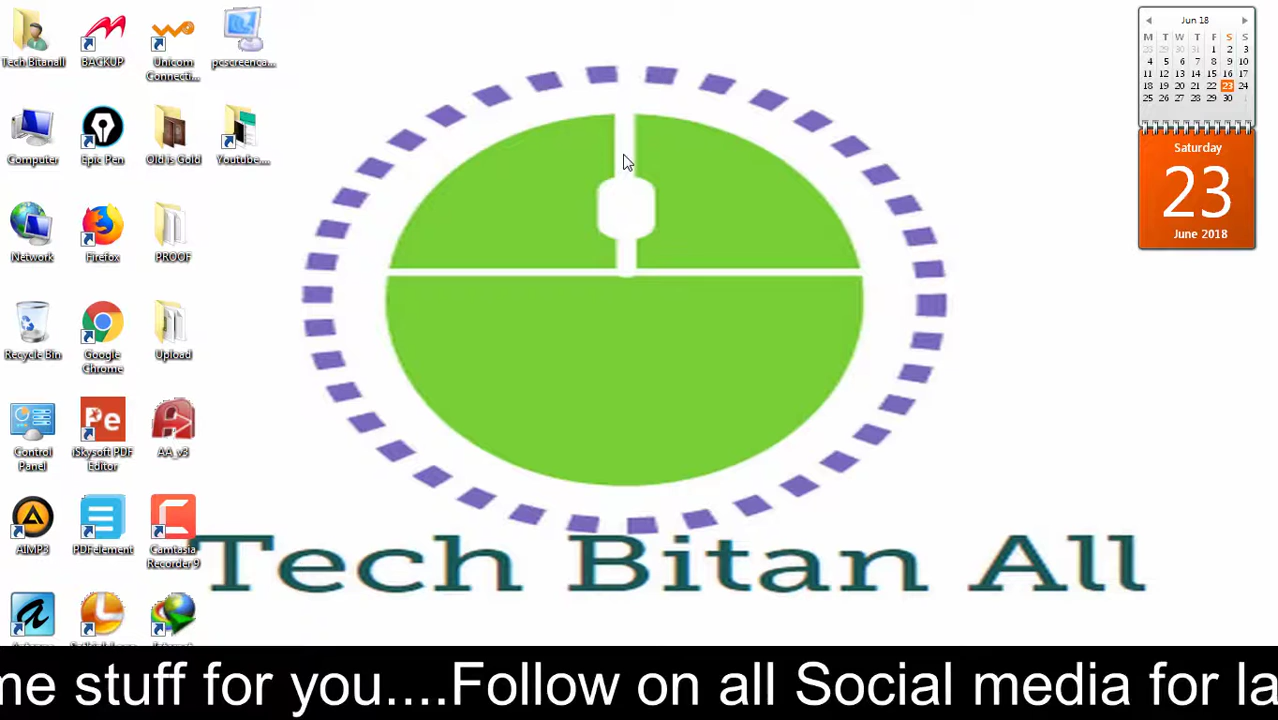 Tech Bitanall
BACKUP
Unicom
Connecti...
pcscreenca...
Computer
Epic Pen
Old is Gold
Youtube....
Network
Firefox
PROOF
Recycle Bin
Google
Chrome
Upload
Control
Panel
iSkysoft PDF
Editor
AA_v3
AIMP3
PDFelement
Camtasia
Recorder 9
Jun 18
M T W T F S S
28 29 30 31 1 2 3
4 5 6 7 8 9 10
11 12 13 14 15 16 17
18 19 20 21 22 23 24
25 26 27 28 29 30 1
Saturday
23
June 2018
Tech Bitan All
me stuff for you....Follow on all Social media for la